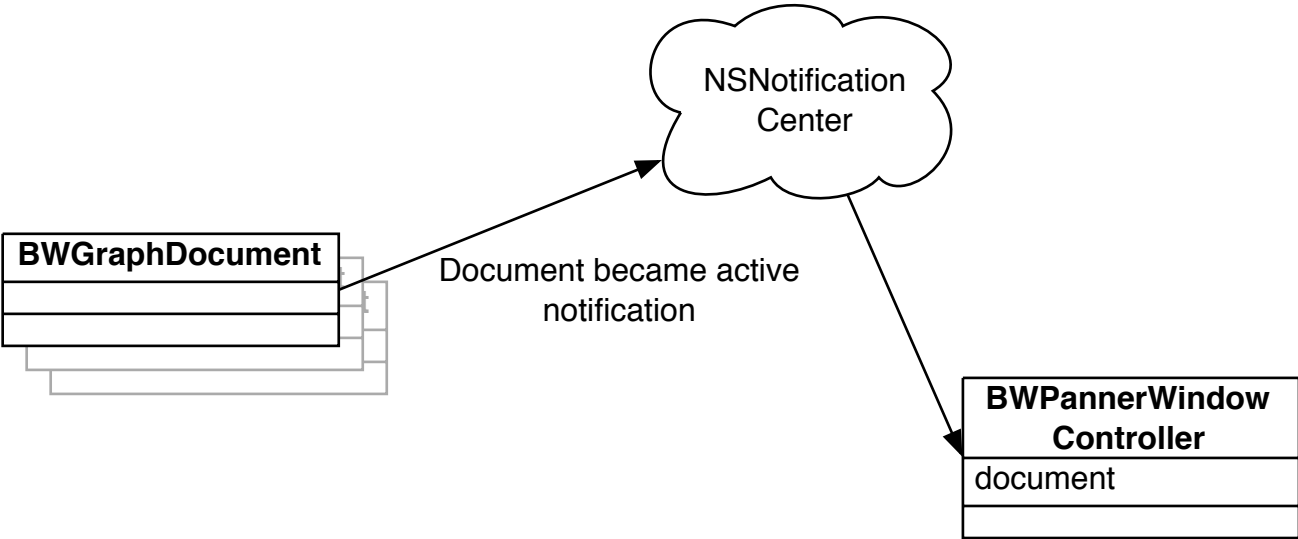 NSNotification
Center
BWGraphDocument
Document became active
notification
BWPannerWindow
Controller
document